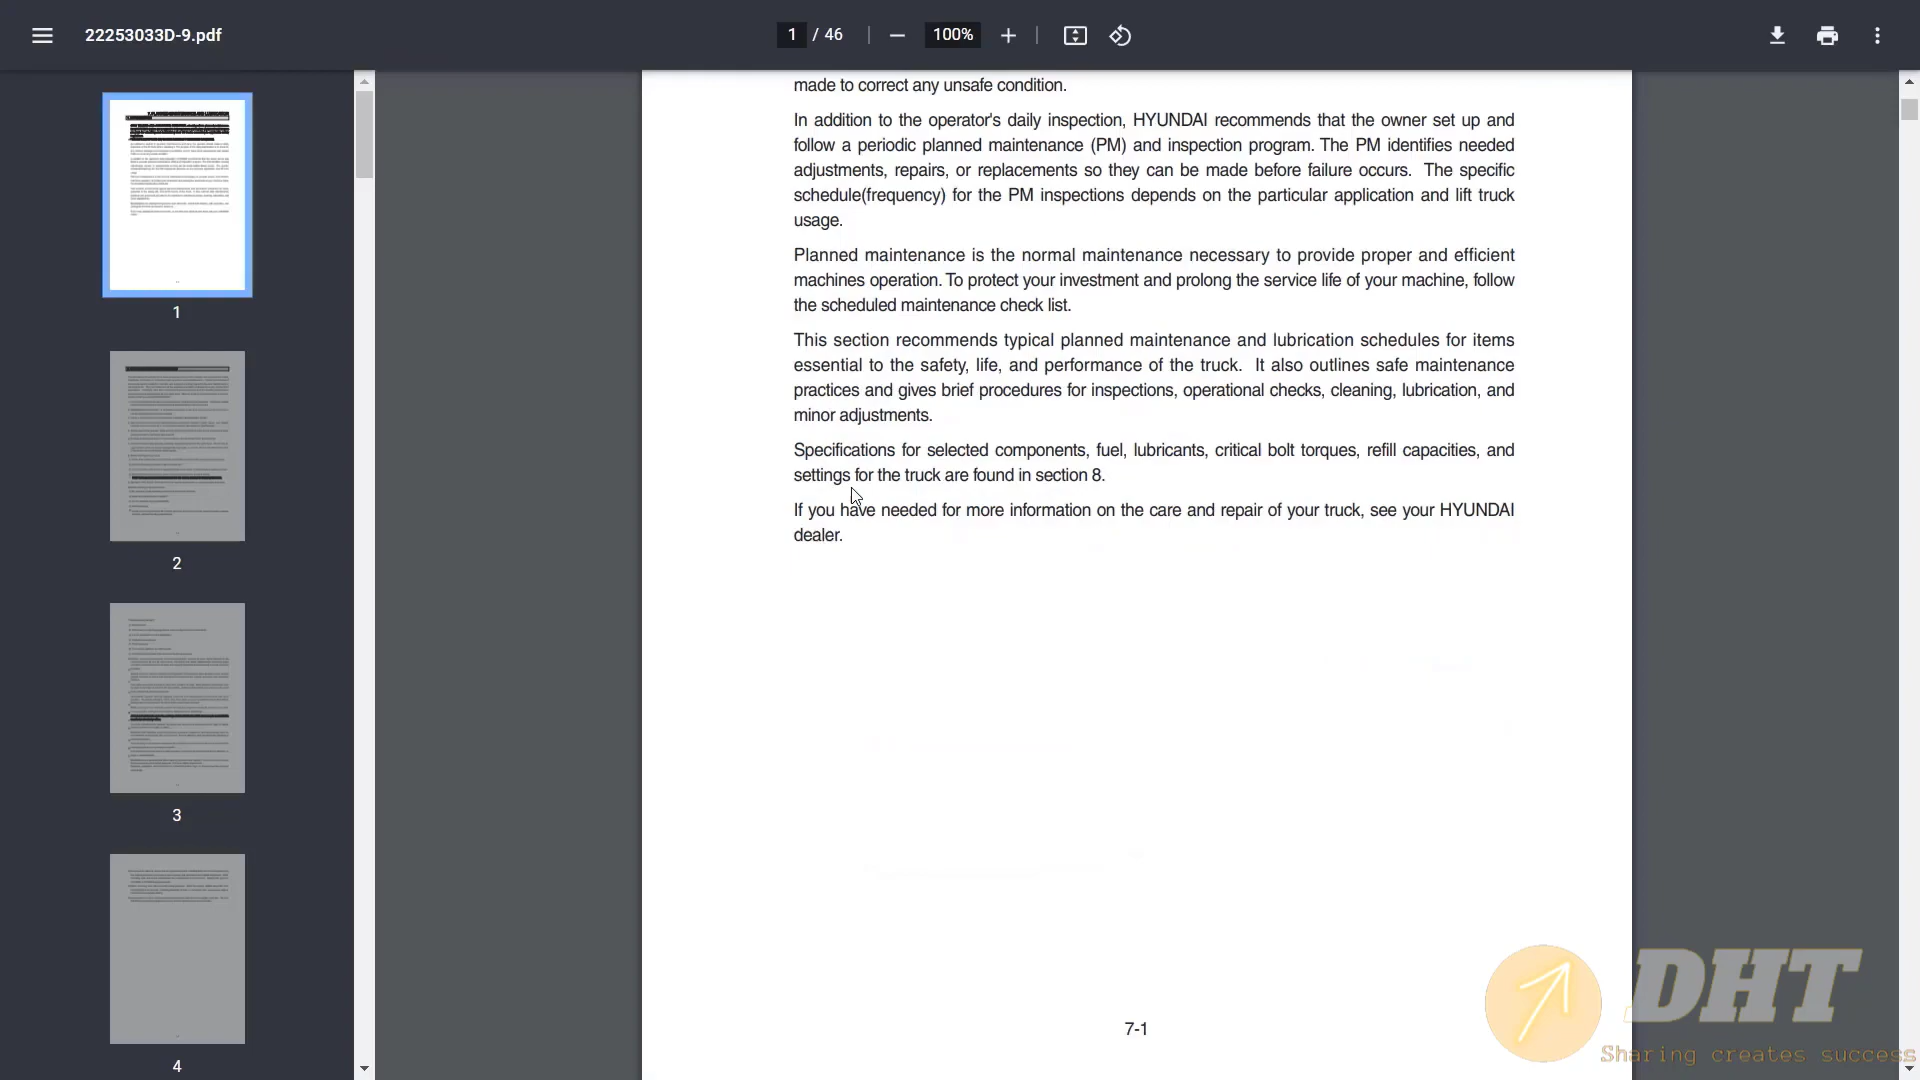 22253033D-9.pdf
1 / 46
100%
made to correct any unsafe condition.
In addition to the operator's daily inspection, HYUNDAI recommends that the owner set up and
follow a periodic planned maintenance (PM) and inspection program. The PM identifies needed
adjustments, repairs, or replacements so they can be made before failure occurs. The specific
schedule(frequency) for the PM inspections depends on the particular application and lift truck
usage.
Planned maintenance is the normal maintenance necessary to provide proper and efficient
machines operation. To protect your investment and prolong the service life of your machine, follow
the scheduled maintenance check list.
This section recommends typical planned maintenance and lubrication schedules for items
essential to the safety, life, and performance of the truck. It also outlines safe maintenance
practices and gives brief procedures for inspections, operational checks, cleaning, lubrication, and
minor adjustments.
Specifications for selected components, fuel, lubricants, critical bolt torques, refill capacities, and
settings for the truck are found in section 8.
If you have needed for more information on the care and repair of your truck, see your HYUNDAI
dealer.
7-1
1
2
3
4
DHT
Sharing creates success